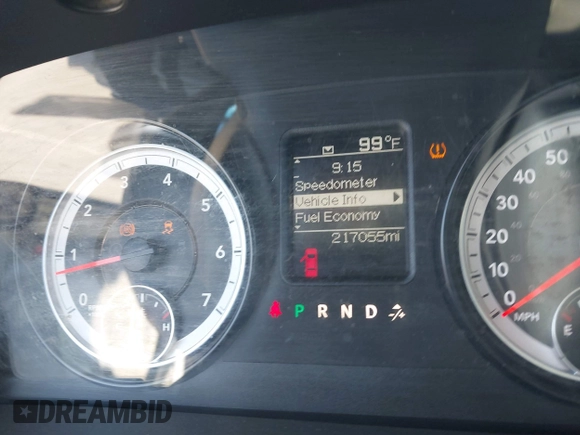 99°F
9:15
Speedometer
Vehicle Info
Fuel Economy
217055mi
P R N D
0 1 2 3 4 5 6 7
H
0 10 20 30 40 50
MPH
E
DREAMBID